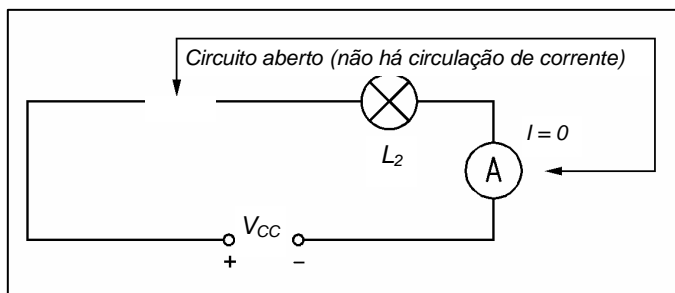 Circuito aberto (não há circulação de corrente)
I = 0
L2
A
VCC
+ –